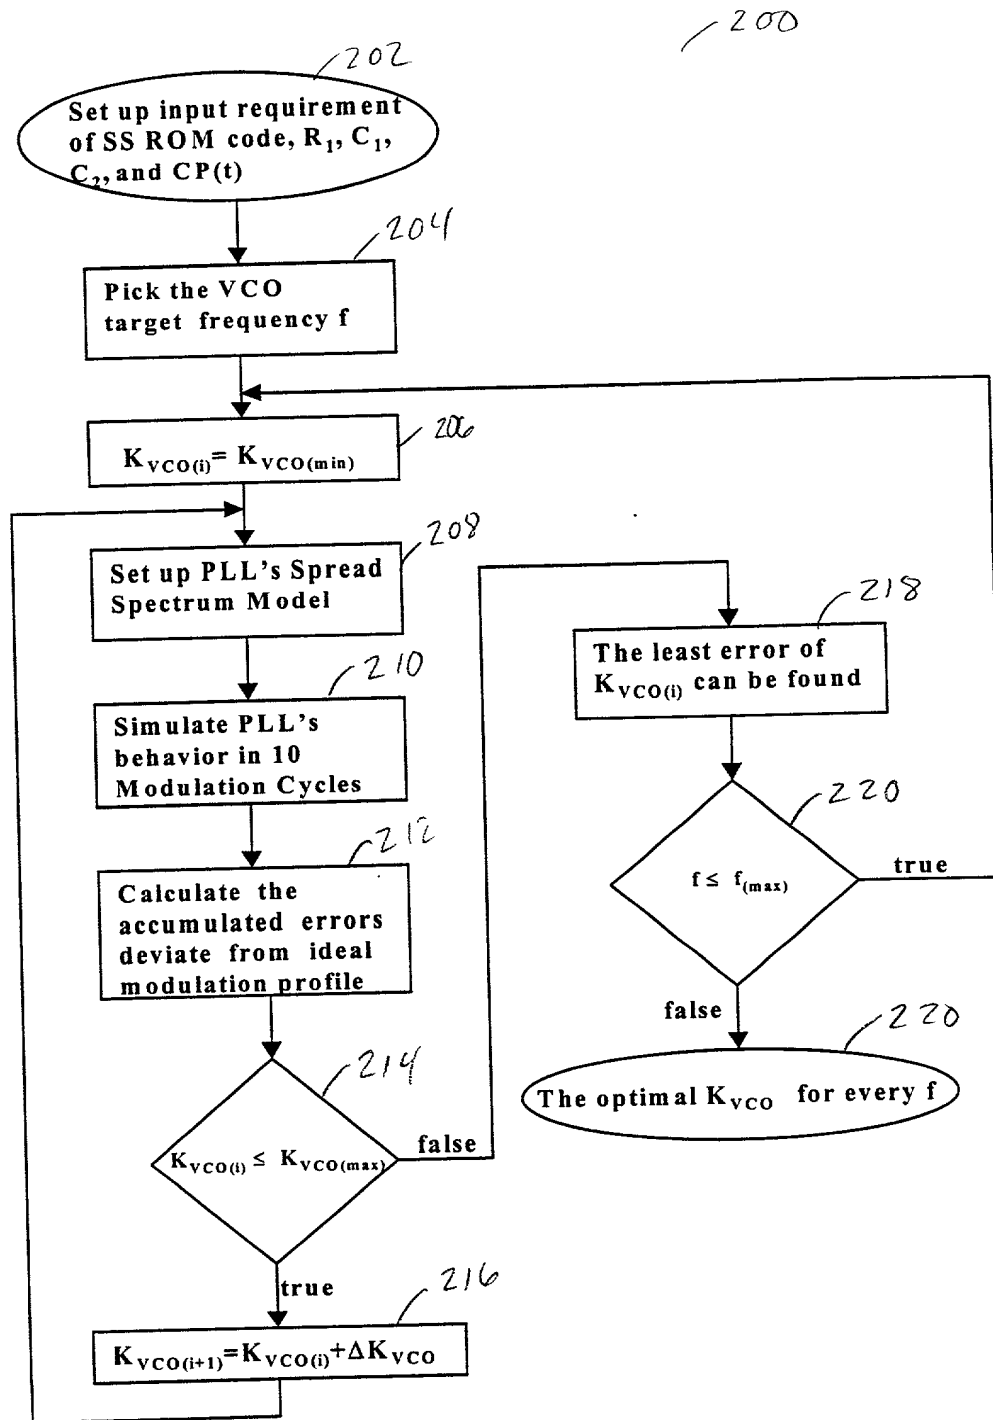 200
202
Set up input requirement
of SS ROM code, R1, C1,
C2, and CP(t)
204
Pick the VCO
target frequency f
206
KVCO(i)= KVCO(min)
208
Set up PLL's Spread
Spectrum Model
210
Simulate PLL's
behavior in 10
Modulation Cycles
212
Calculate the
accumulated errors
deviate from ideal
modulation profile
214
KVCO(i) ≤ KVCO(max)
false
true
216
KVCO(i+1)=KVCO(i)+ΔKVCO
218
The least error of
KVCO(i) can be found
220
f ≤ f(max)
true
false
220
The optimal KVCO for every f